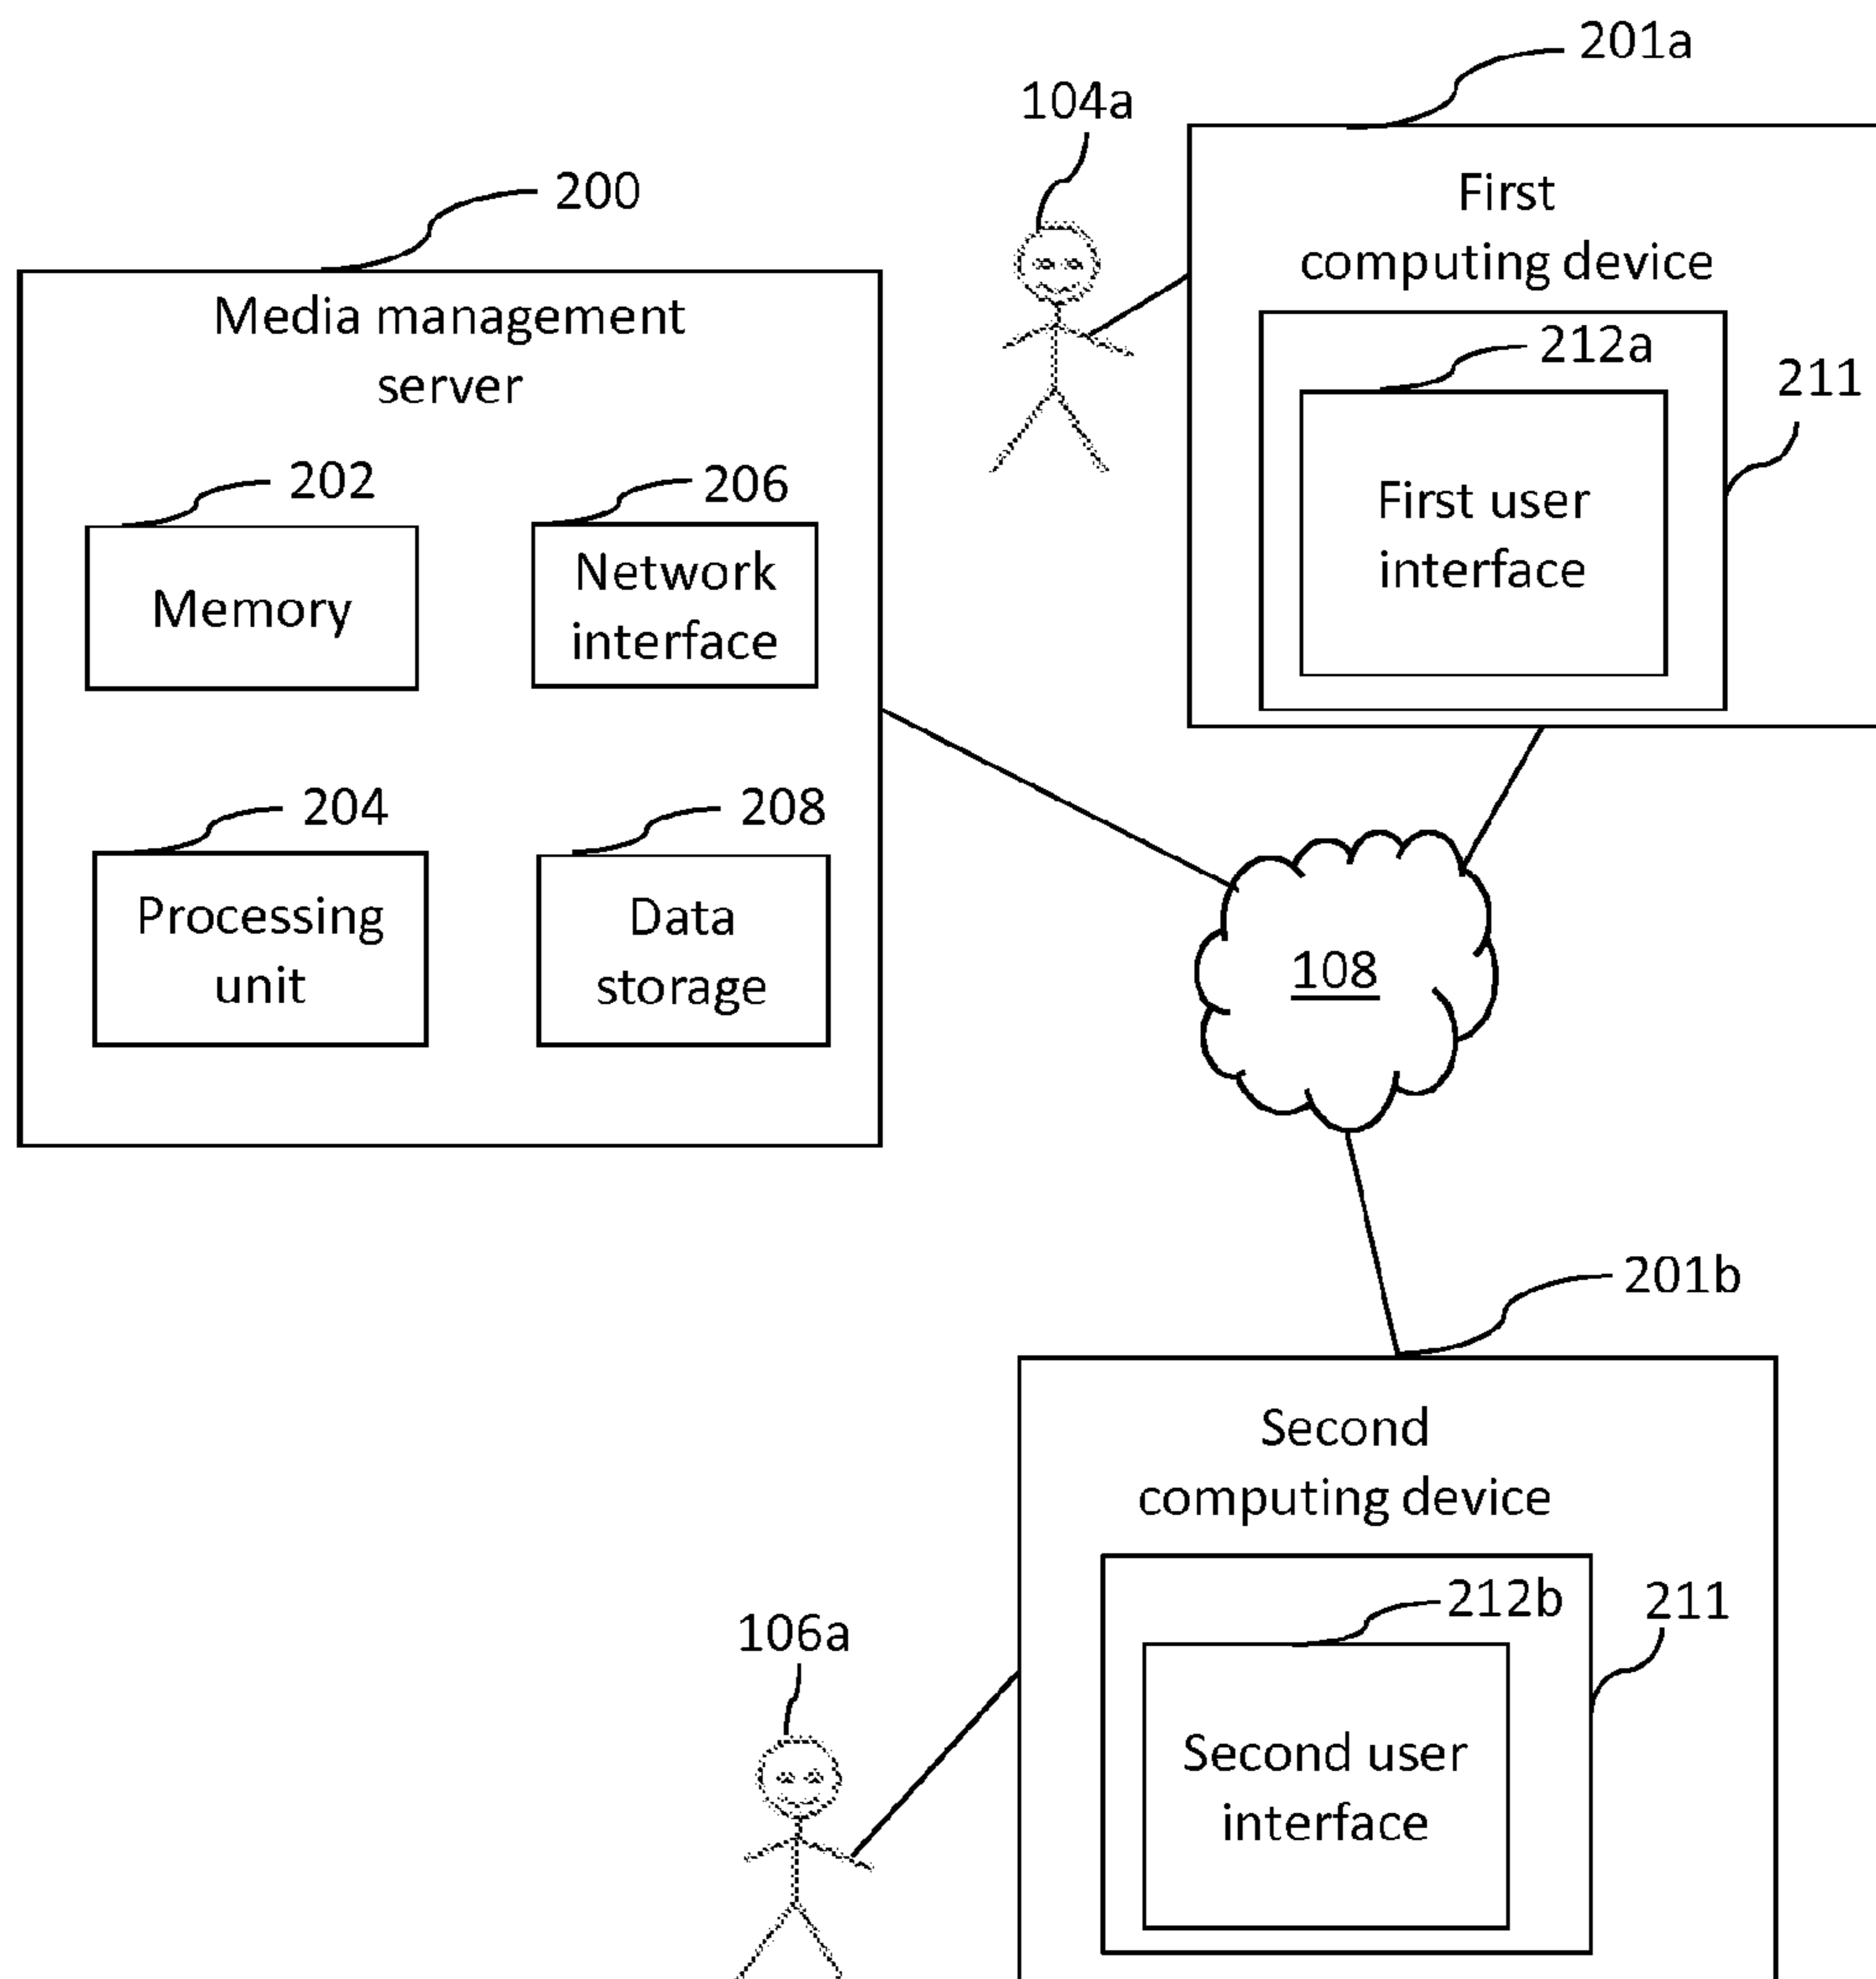 201a
104a
200
First
computing device
Media management
server
212a
211
202
206
First user
interface
Memory
Network
interface
204
208
Processing
unit
Data
storage
108
201b
Second
computing device
212b
211
106a
Second user
interface